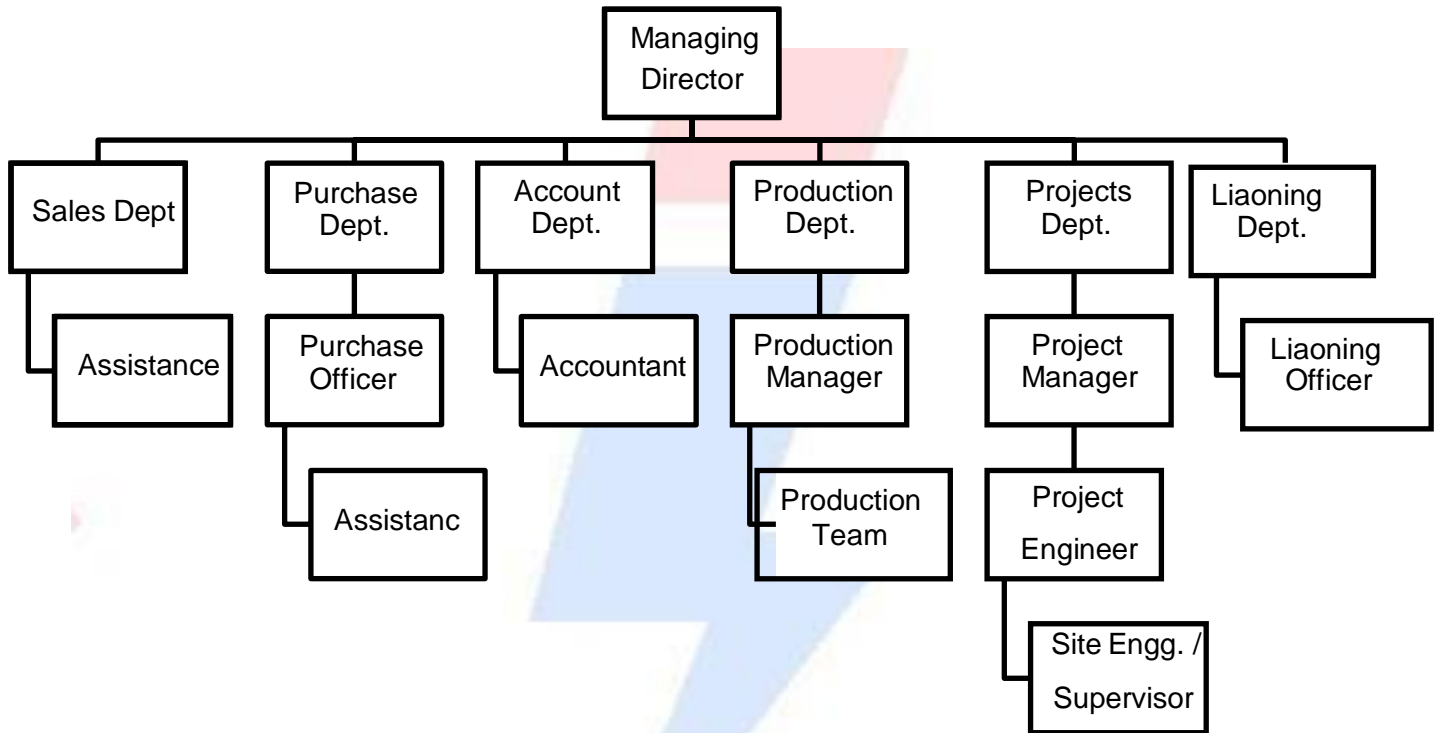 Managing
Director
Sales Dept
Purchase
Dept.
Account
Dept.
Production
Dept.
Projects
Dept.
Liaoning
Dept.
Assistance
Purchase
Officer
Accountant
Production
Manager
Project
Manager
Liaoning
Officer
Assistanc
Production
Team
Project
Engineer
Site Engg. /
Supervisor